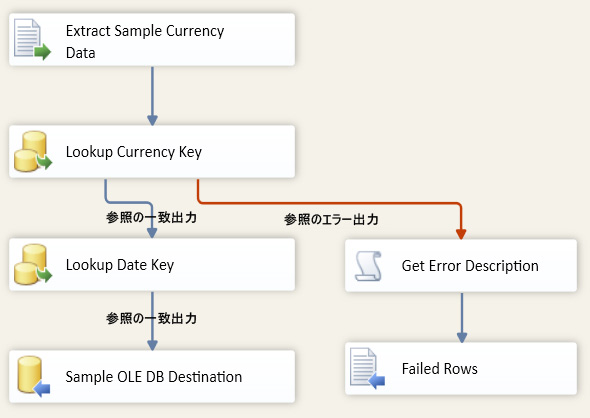 Extract Sample Currency
Data
Lookup Currency Key
参照の一致出力
参照のエラー出力
Lookup Date Key
Get Error Description
参照の一致出力
Sample OLE DB Destination
Failed Rows